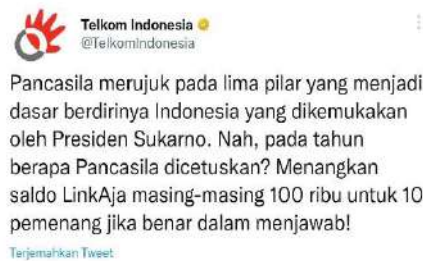 Telkom Indonesia
@TelkomIndonesia
Pancasila merujuk pada lima pilar yang menjadi
dasar berdirinya Indonesia yang dikemukakan
oleh Presiden Sukarno. Nah, pada tahun
berapa Pancasila dicetuskan? Menangkan
saldo LinkAja masing-masing 100 ribu untuk 10
pemenang jika benar dalam menjawab!
Terjemahkan Tweet